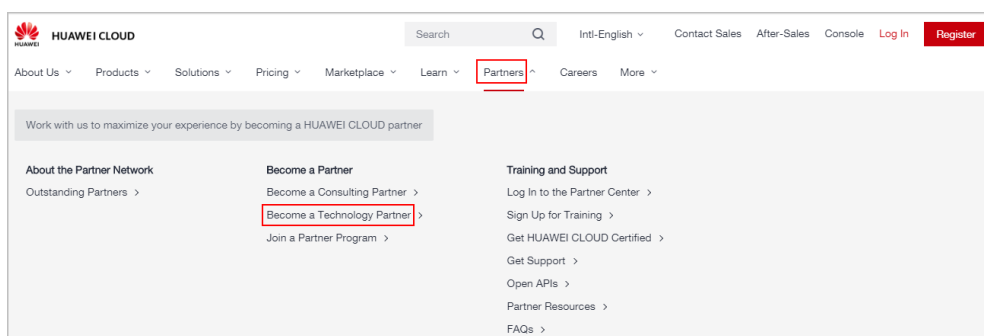 HUAWEI
HUAWEI CLOUD
Search
Intl-English
Contact Sales
After-Sales
Console
Log In
Register
About Us
Products
Solutions
Pricing
Marketplace
Learn
Partners
Careers
More
Work with us to maximize your experience by becoming a HUAWEI CLOUD partner
About the Partner Network
Outstanding Partners >
Become a Partner
Become a Consulting Partner >
Become a Technology Partner >
Join a Partner Program >
Training and Support
Log In to the Partner Center >
Sign Up for Training >
Get HUAWEI CLOUD Certified >
Get Support >
Open APIs >
Partner Resources >
FAQs >